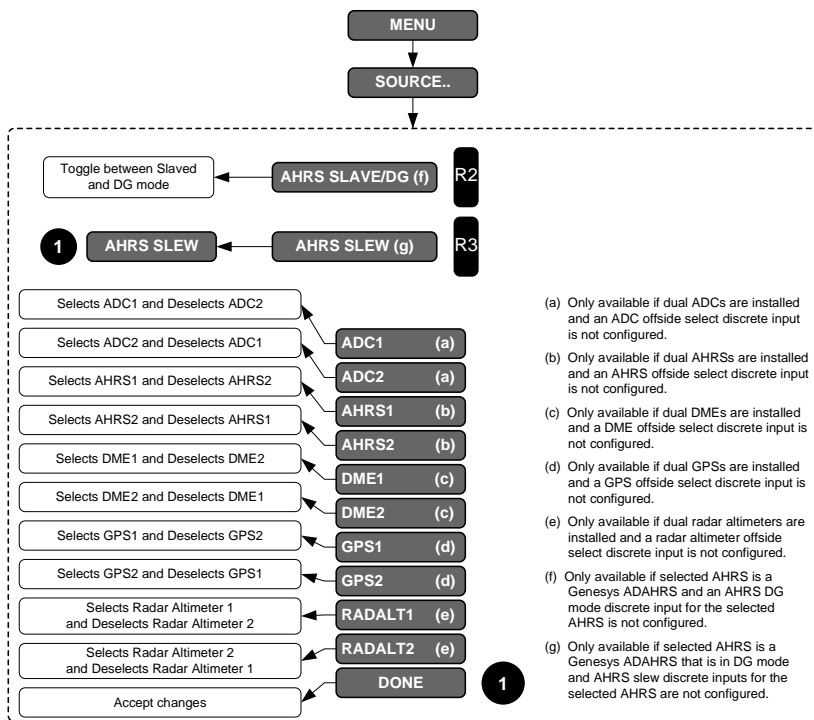 MENU
SOURCE..
Toggle between Slaved
and DG mode
AHRS SLAVE/DG (f)
R2
1
AHRS SLEW
AHRS SLEW (g)
R3
Selects ADC1 and Deselects ADC2
Selects ADC2 and Deselects ADC1
Selects AHRS1 and Deselects AHRS2
Selects AHRS2 and Deselects AHRS1
Selects DME1 and Deselects DME2
Selects DME2 and Deselects DME1
Selects GPS1 and Deselects GPS2
Selects GPS2 and Deselects GPS1
Selects Radar Altimeter 1
and Deselects Radar Altimeter 2
Selects Radar Altimeter 2
and Deselects Radar Altimeter 1
Accept changes
ADC1 (a)
ADC2 (a)
AHRS1 (b)
AHRS2 (b)
DME1 (c)
DME2 (c)
GPS1 (d)
GPS2 (d)
RADALT1 (e)
RADALT2 (e)
DONE
1
(a) Only available if dual ADCs are installed
and an ADC offside select discrete input
is not configured.
(b) Only available if dual AHRSs are installed
and an AHRS offside select discrete input
is not configured.
(c) Only available if dual DMEs are installed
and a DME offside select discrete input is
not configured.
(d) Only available if dual GPSs are installed
and a GPS offside select discrete input is
not configured.
(e) Only available if dual radar altimeters are
installed and a radar altimeter offside
select discrete input is not configured.
(f) Only available if selected AHRS is a
Genesys ADAHRS and an AHRS DG
mode discrete input for the selected
AHRS is not configured.
(g) Only available if selected AHRS is a
Genesys ADAHRS that is in DG mode
and AHRS slew discrete inputs for the
selected AHRS are not configured.